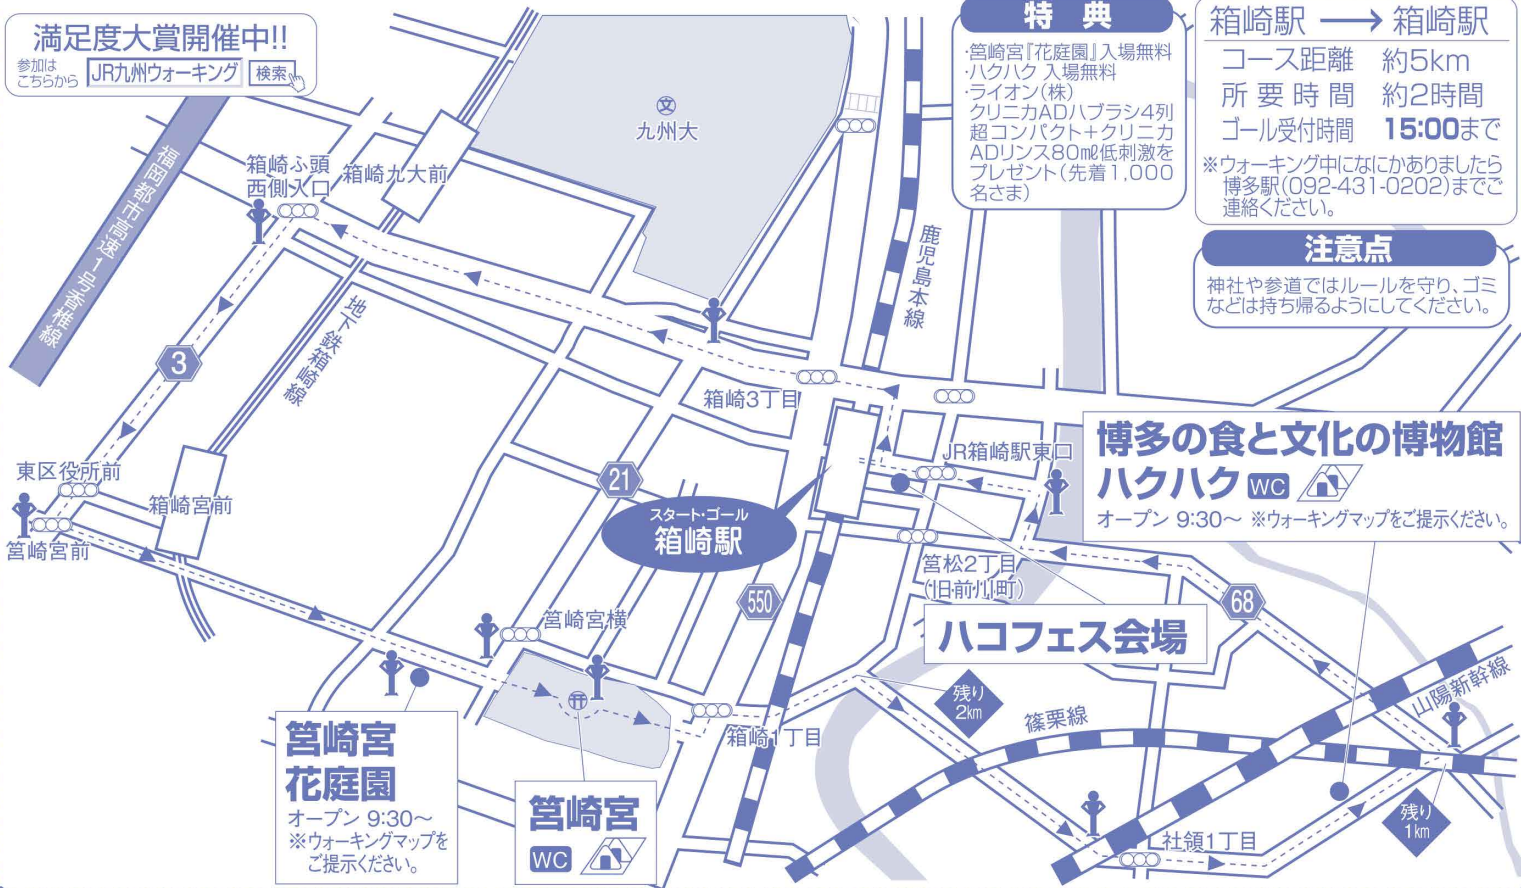 満足度大賞開催中!!
参加は
こちらから
JR九州ウォーキング
検索
特典
・筥崎宮『花庭園』入場無料
・ハクハク 入場無料
・ライオン(株)
クリニカADハブラシ4列
超コンパクト+クリニカ
ADリンス80㎖低刺激を
プレゼント(先着1,000
名さま)
箱崎駅 → 箱崎駅
コース距離 約5km
所要時間 約2時間
ゴール受付時間 15:00まで
※ウォーキング中になにかありましたら
博多駅(092-431-0202)までご
連絡ください。
注意点
神社や参道ではルールを守り、ゴミ
などは持ち帰るようにしてください。
文
九州大
福岡都市高速1号香椎線
箱崎ふ頭
西側入口
箱崎九大前
鹿児島本線
地下鉄箱崎線
3
箱崎3丁目
東区役所前
箱崎宮前
筥崎宮前
21
スタート・ゴール
箱崎駅
JR箱崎駅東口
博多の食と文化の博物館
ハクハク WC
オープン 9:30〜 ※ウォーキングマップをご提示ください。
筥松2丁目
(旧前川町)
550
68
ハコフェス会場
筥崎宮横
残り
2km
篠栗線
山陽新幹線
箱崎1丁目
筥崎宮
花庭園
オープン 9:30〜
※ウォーキングマップを
ご提示ください。
筥崎宮
WC
社領1丁目
残り
1km